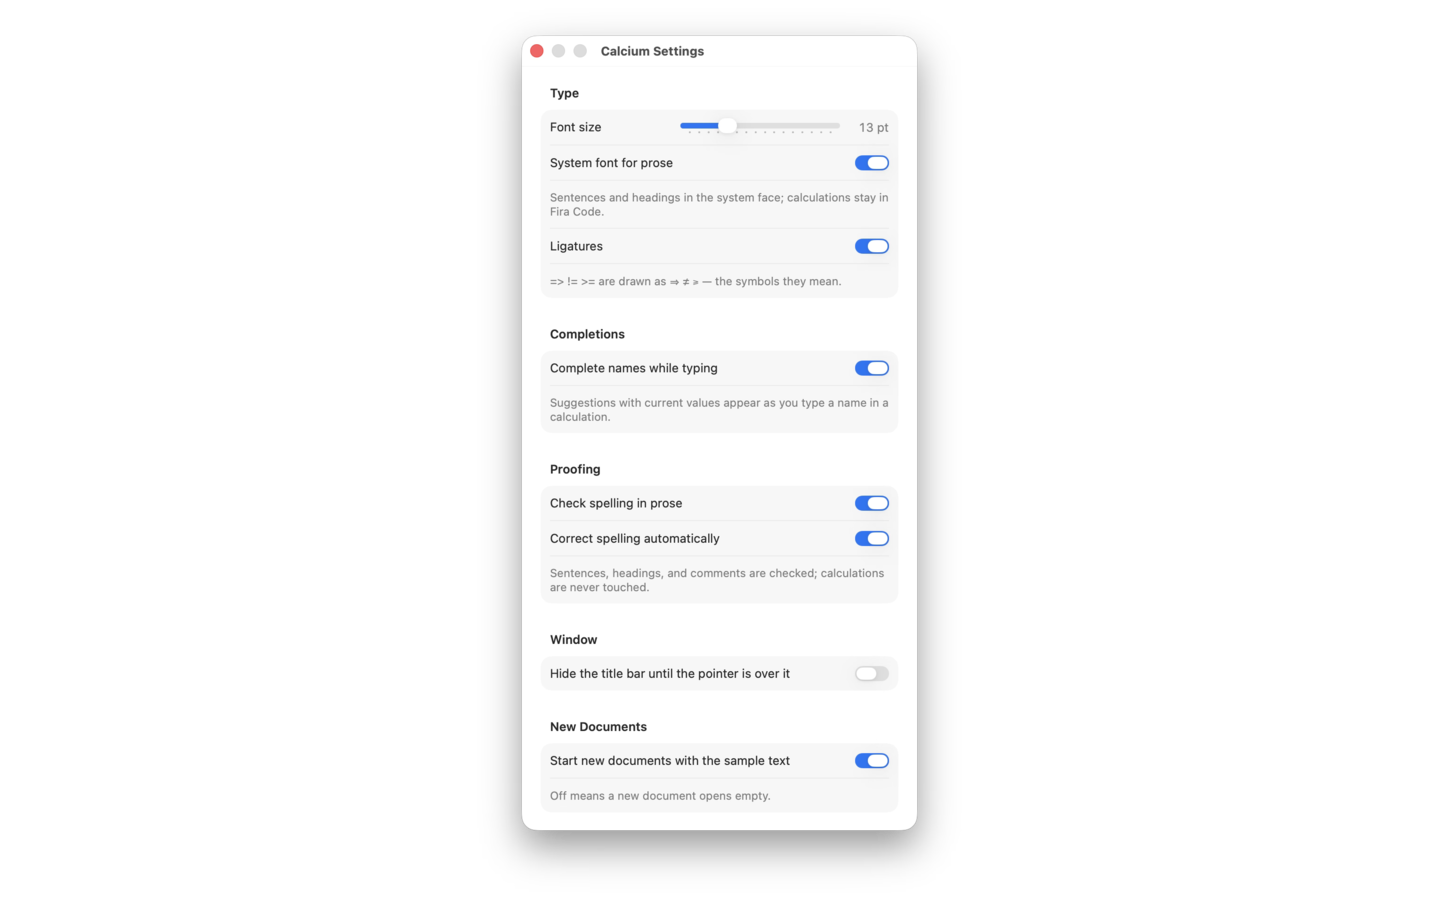 Calcium Settings
Type
Font size
13 pt
System font for prose
Sentences and headings in the system face; calculations stay in
Fira Code.
Ligatures
=> != >= are drawn as ⇒ ≠ ⩾ — the symbols they mean.
Completions
Complete names while typing
Suggestions with current values appear as you type a name in a
calculation.
Proofing
Check spelling in prose
Correct spelling automatically
Sentences, headings, and comments are checked; calculations
are never touched.
Window
Hide the title bar until the pointer is over it
New Documents
Start new documents with the sample text
Off means a new document opens empty.